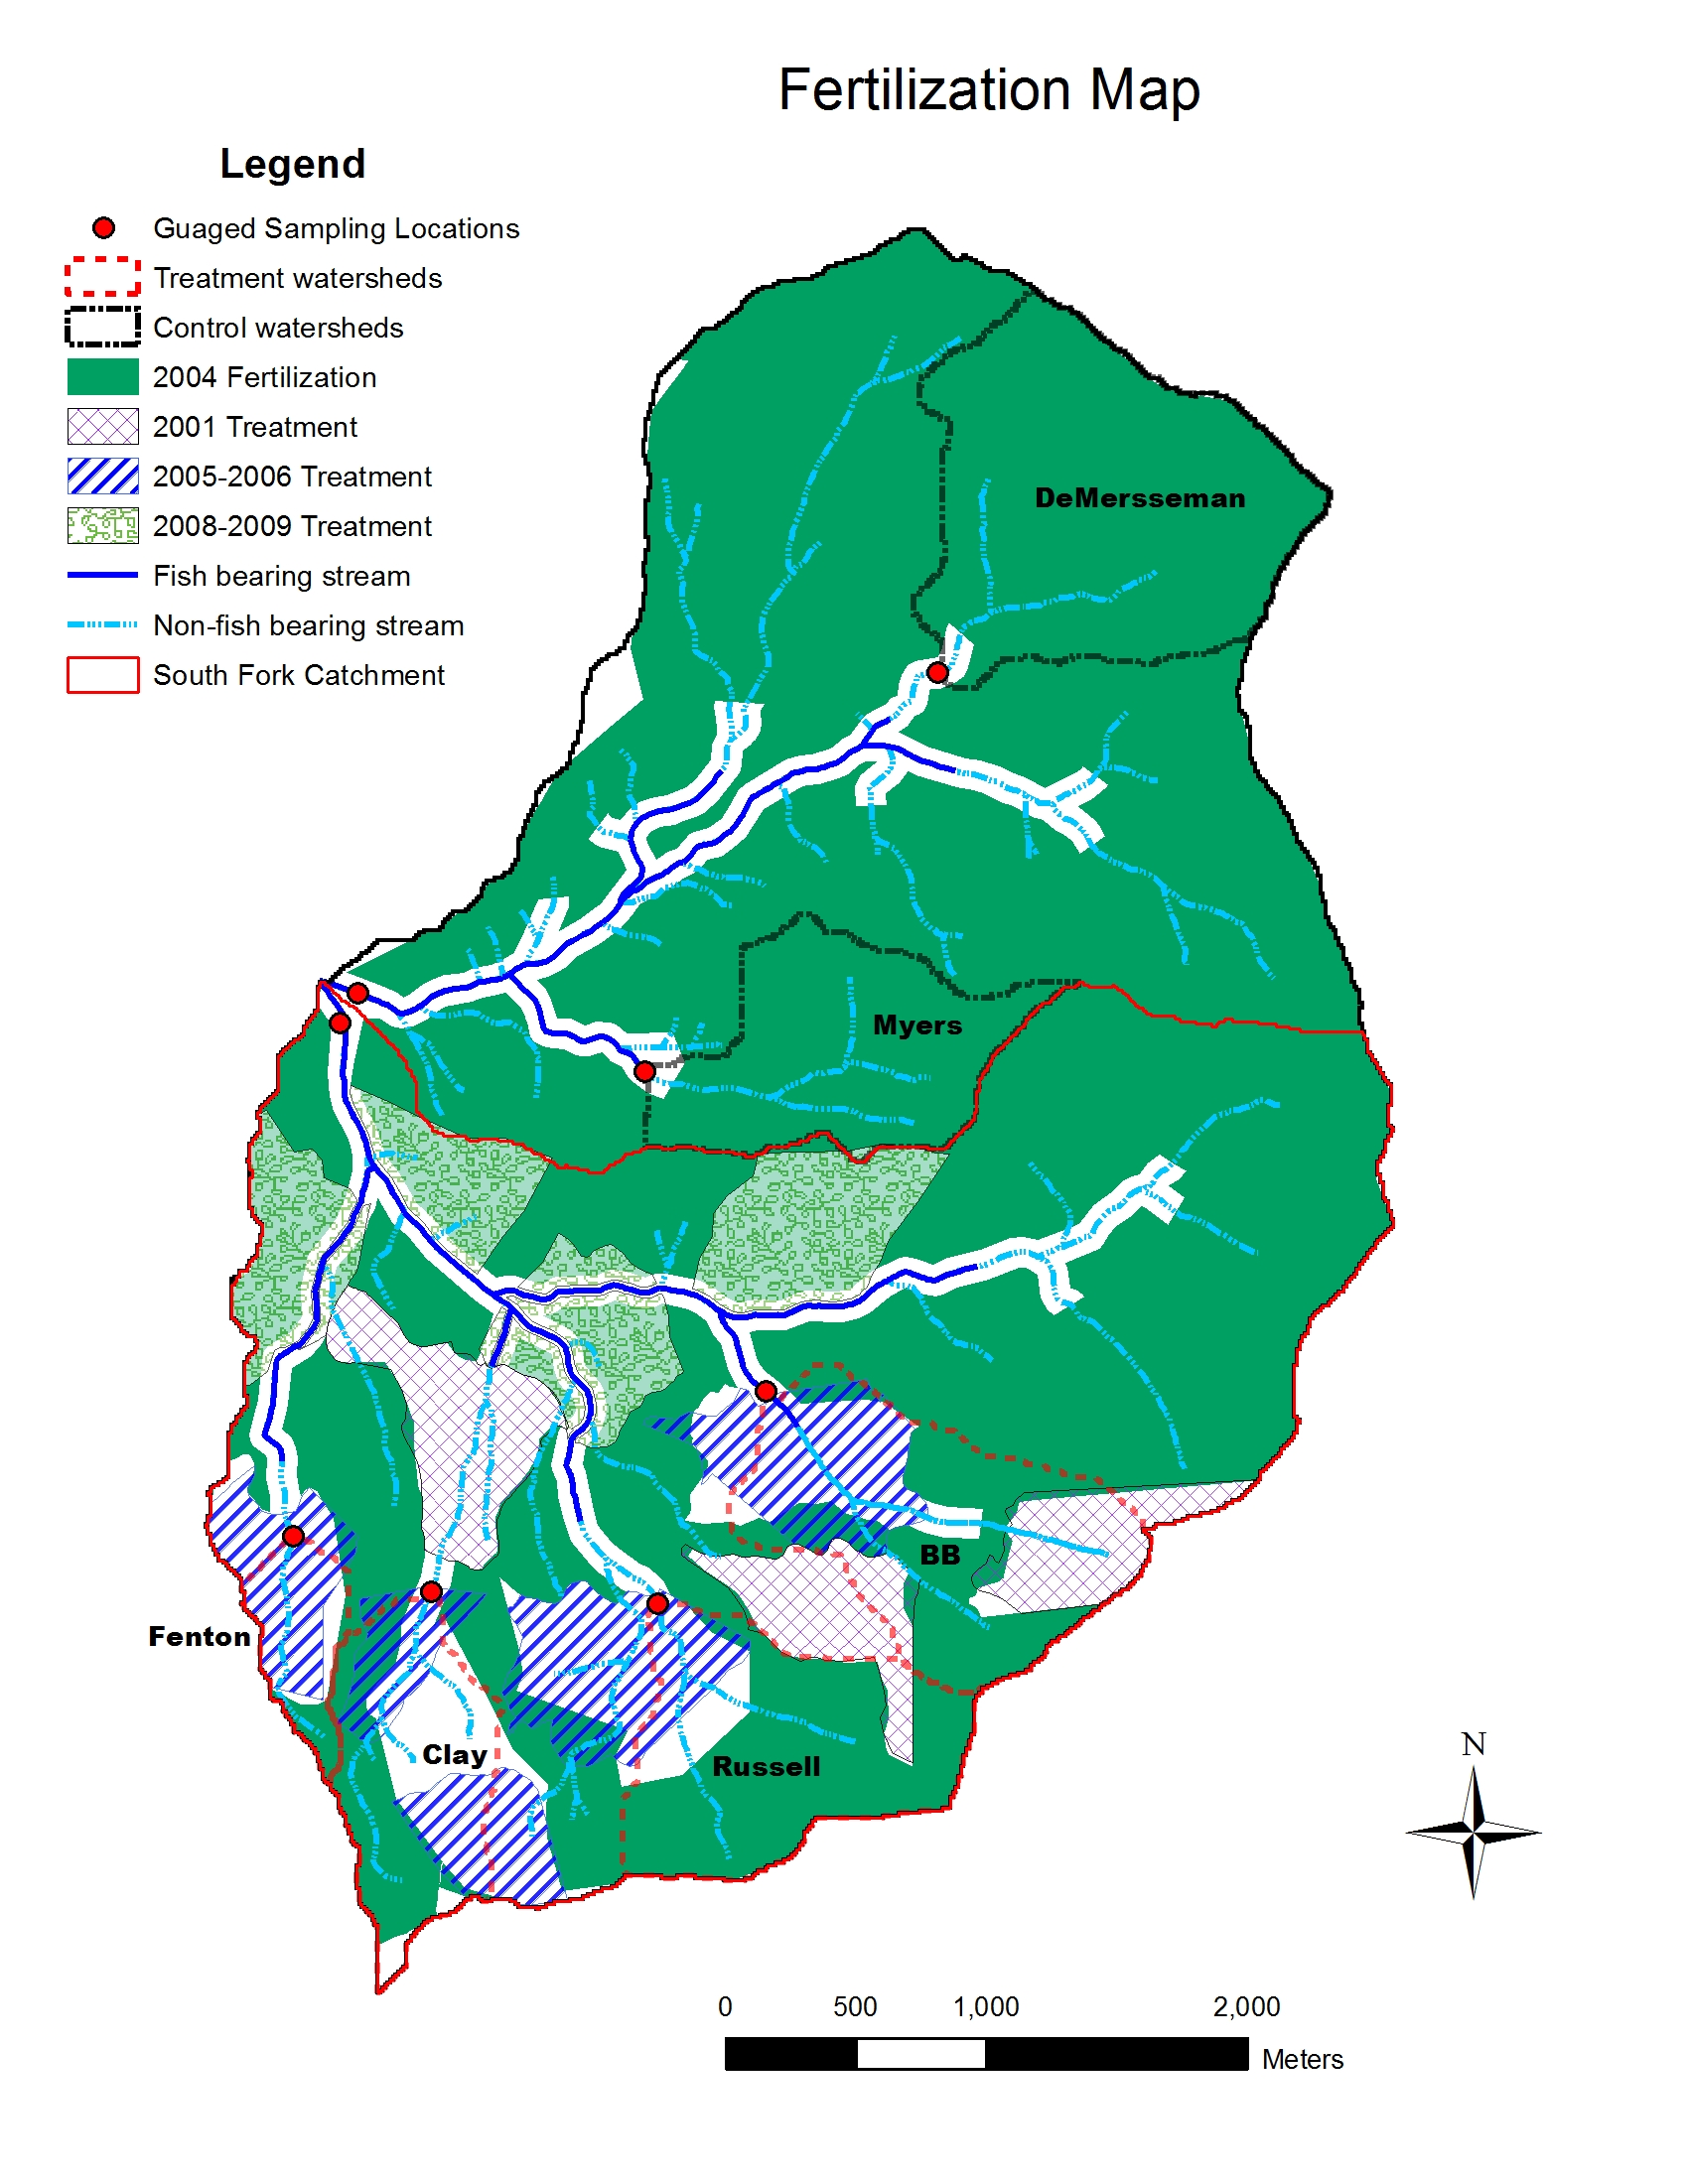 Fertilization Map
Legend
Guaged Sampling Locations
Treatment watersheds
Control watersheds
2004 Fertilization
2001 Treatment
2005-2006 Treatment
2008-2009 Treatment
Fish bearing stream
Non-fish bearing stream
South Fork Catchment
DeMersseman
Myers
BB
Fenton
Clay
Russell
N
0 500 1,000 2,000
Meters